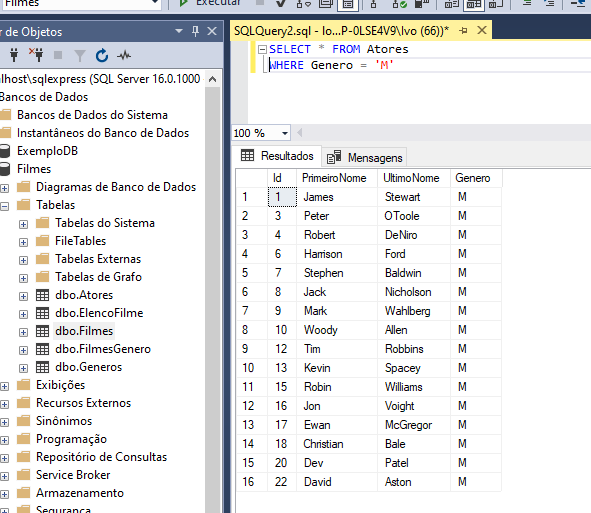 Filmes
Executar
r de Objetos
SQLQuery2.sql - lo...P-0LSE4V9\Ivo (66))*
lhost\sqlexpress (SQL Server 16.0.1000
Bancos de Dados
Bancos de Dados do Sistema
Instantâneos do Banco de Dados
ExemploDB
Filmes
Diagramas de Banco de Dados
Tabelas
Tabelas do Sistema
FileTables
Tabelas Externas
Tabelas de Grafo
dbo.Atores
dbo.ElencoFilme
dbo.Filmes
dbo.FilmesGenero
dbo.Generos
Exibições
Recursos Externos
Sinônimos
Programação
Repositório de Consultas
Service Broker
Armazenamento
Segurança
SELECT * FROM Atores
WHERE Genero = 'M'
100 %
Resultados Mensagens
Id PrimeiroNome UltimoNome Genero
1 1 James Stewart M
2 3 Peter OToole M
3 4 Robert DeNiro M
4 6 Harrison Ford M
5 7 Stephen Baldwin M
6 8 Jack Nicholson M
7 9 Mark Wahlberg M
8 10 Woody Allen M
9 12 Tim Robbins M
10 13 Kevin Spacey M
11 15 Robin Williams M
12 16 Jon Voight M
13 17 Ewan McGregor M
14 18 Christian Bale M
15 20 Dev Patel M
16 22 David Aston M